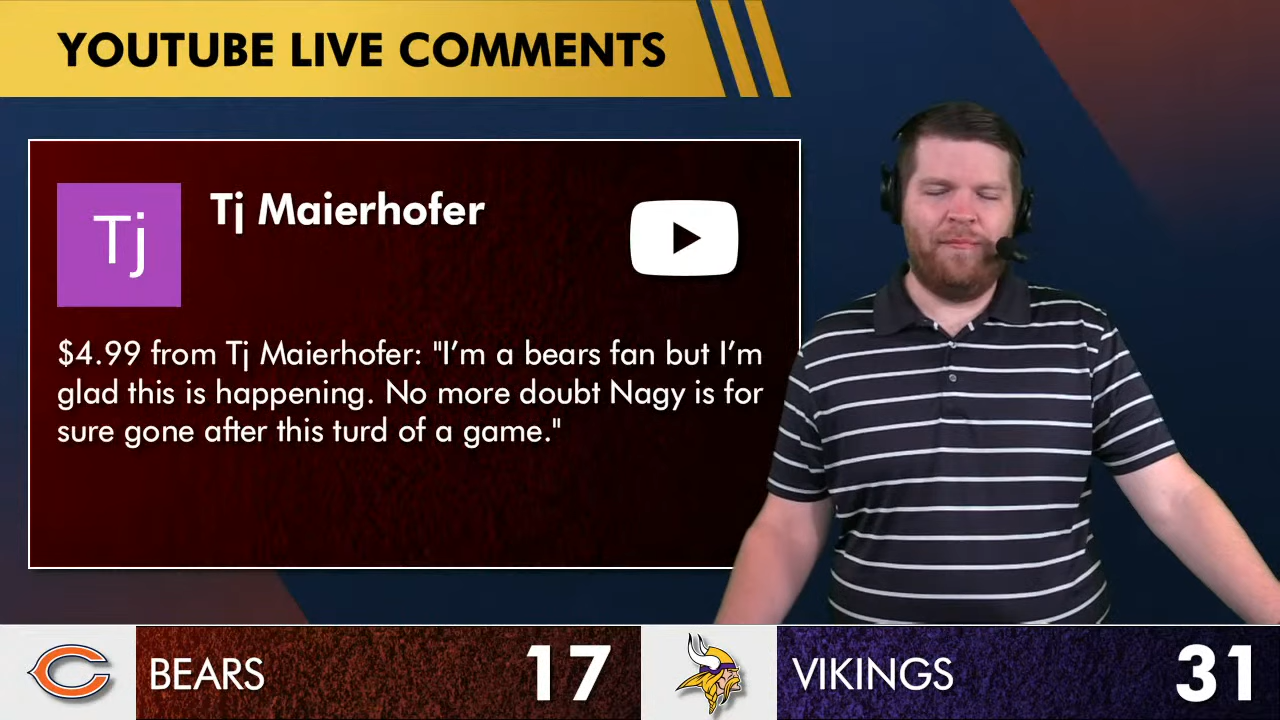 YOUTUBE LIVE COMMENTS
Tj
Tj Maierhofer
$4.99 from Tj Maierhofer: "I’m a bears fan but I’m
glad this is happening. No more doubt Nagy is for
sure gone after this turd of a game."
BEARS 17 VIKINGS 31